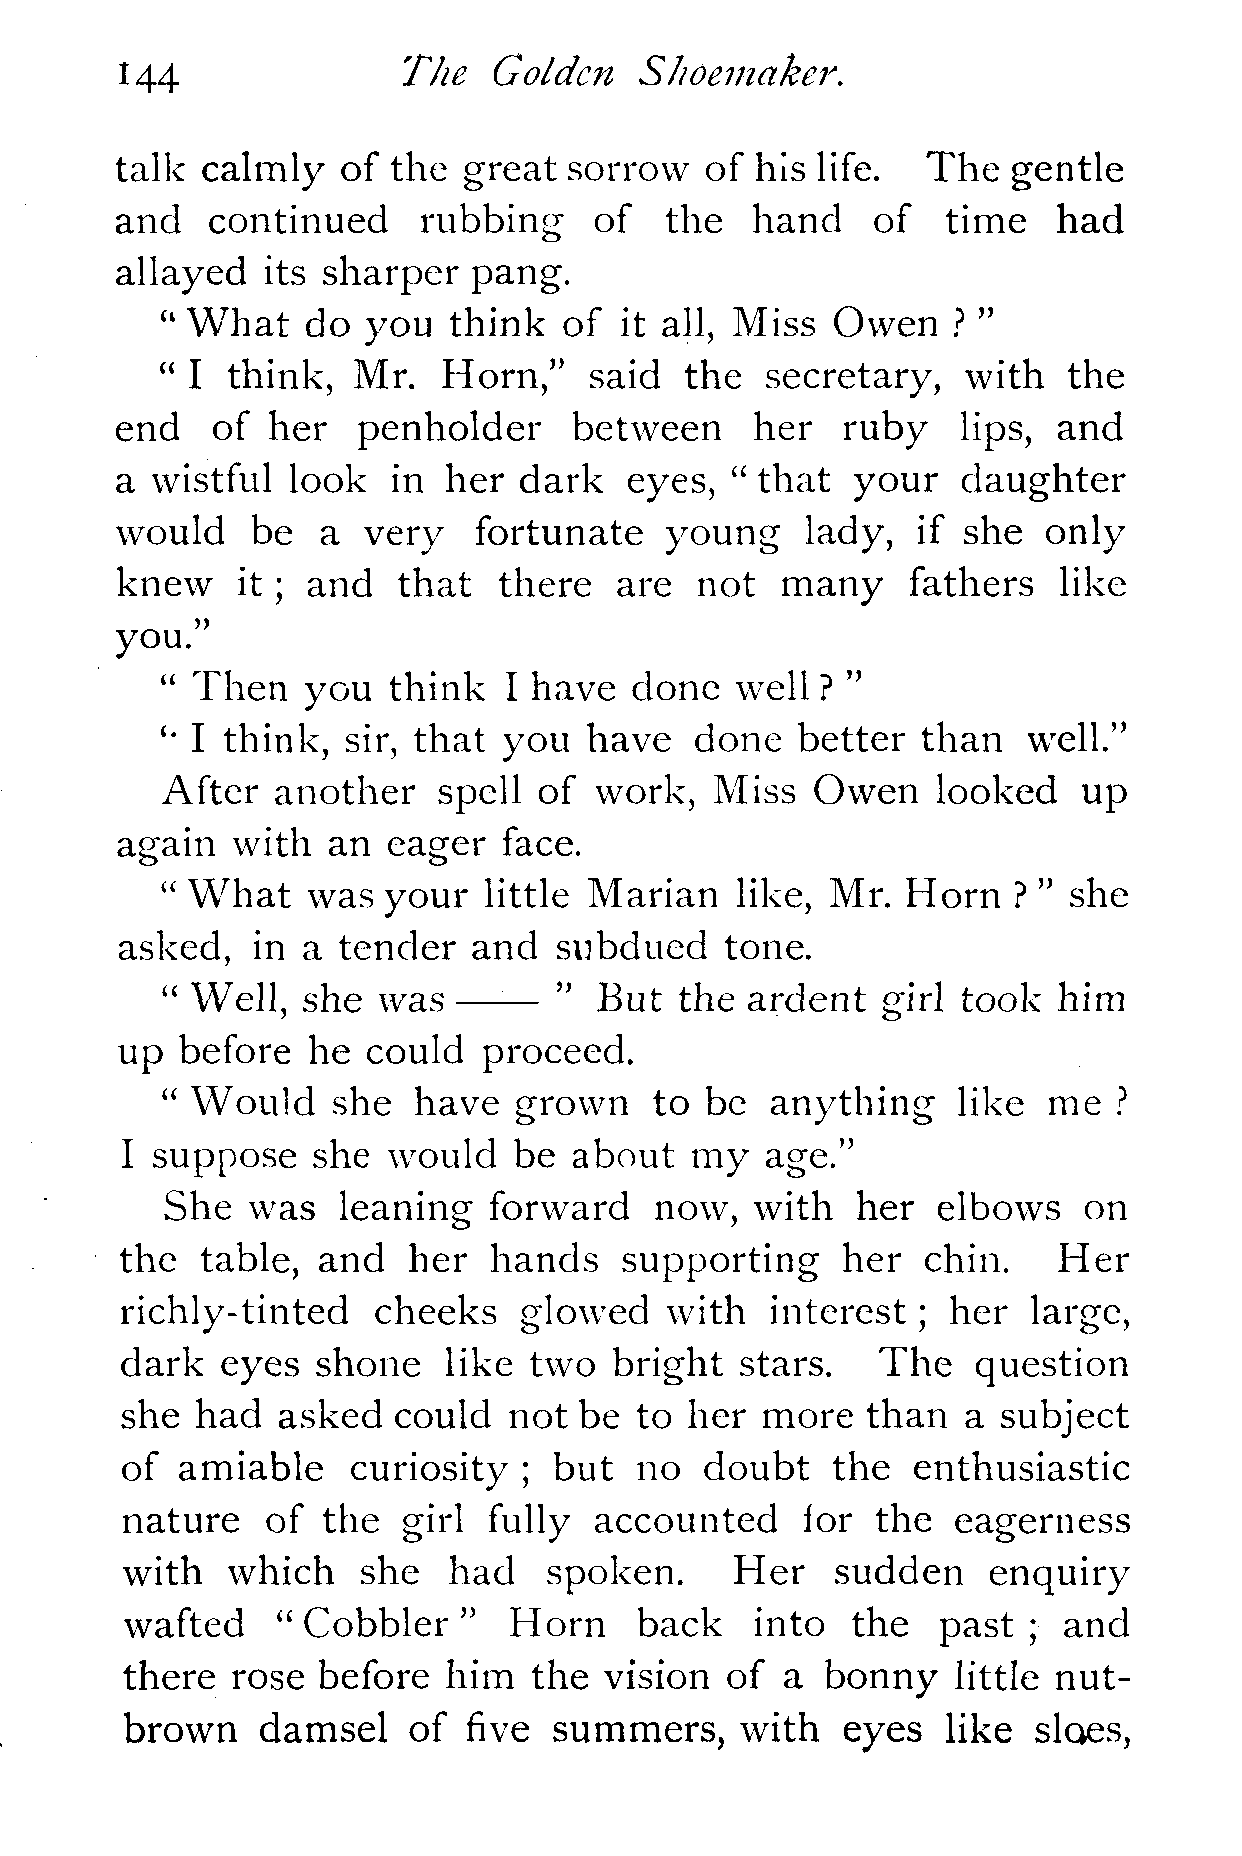 144 The Golden Shoemaker.
talk calmly of the great sorrow of his life. The gentle
and continued rubbing of the hand of time had
allayed its sharper pang.
“ What do you think of it all, Miss Owen ? ”
“ I think, Mr. Horn,” said the secretary, with the
end of her penholder between her ruby lips, and
a wistful look in her dark eyes, “ that your daughter
would be a very fortunate young lady, if she only
knew it ; and that there are not many fathers like
you.”
“ Then you think I have done well ? ”
“ I think, sir, that you have done better than well.”
After another spell of work, Miss Owen looked up
again with an eager face.
“ What was your little Marian like, Mr. Horn ? ” she
asked, in a tender and subdued tone.
“ Well, she was —— ” But the ardent girl took him
up before he could proceed.
“ Would she have grown to be anything like me ?
I suppose she would be about my age.”
She was leaning forward now, with her elbows on
the table, and her hands supporting her chin. Her
richly-tinted cheeks glowed with interest ; her large,
dark eyes shone like two bright stars. The question
she had asked could not be to her more than a subject
of amiable curiosity ; but no doubt the enthusiastic
nature of the girl fully accounted for the eagerness
with which she had spoken. Her sudden enquiry
wafted “ Cobbler ” Horn back into the past ; and
there rose before him the vision of a bonny little nut-
brown damsel of five summers, with eyes like sloes,